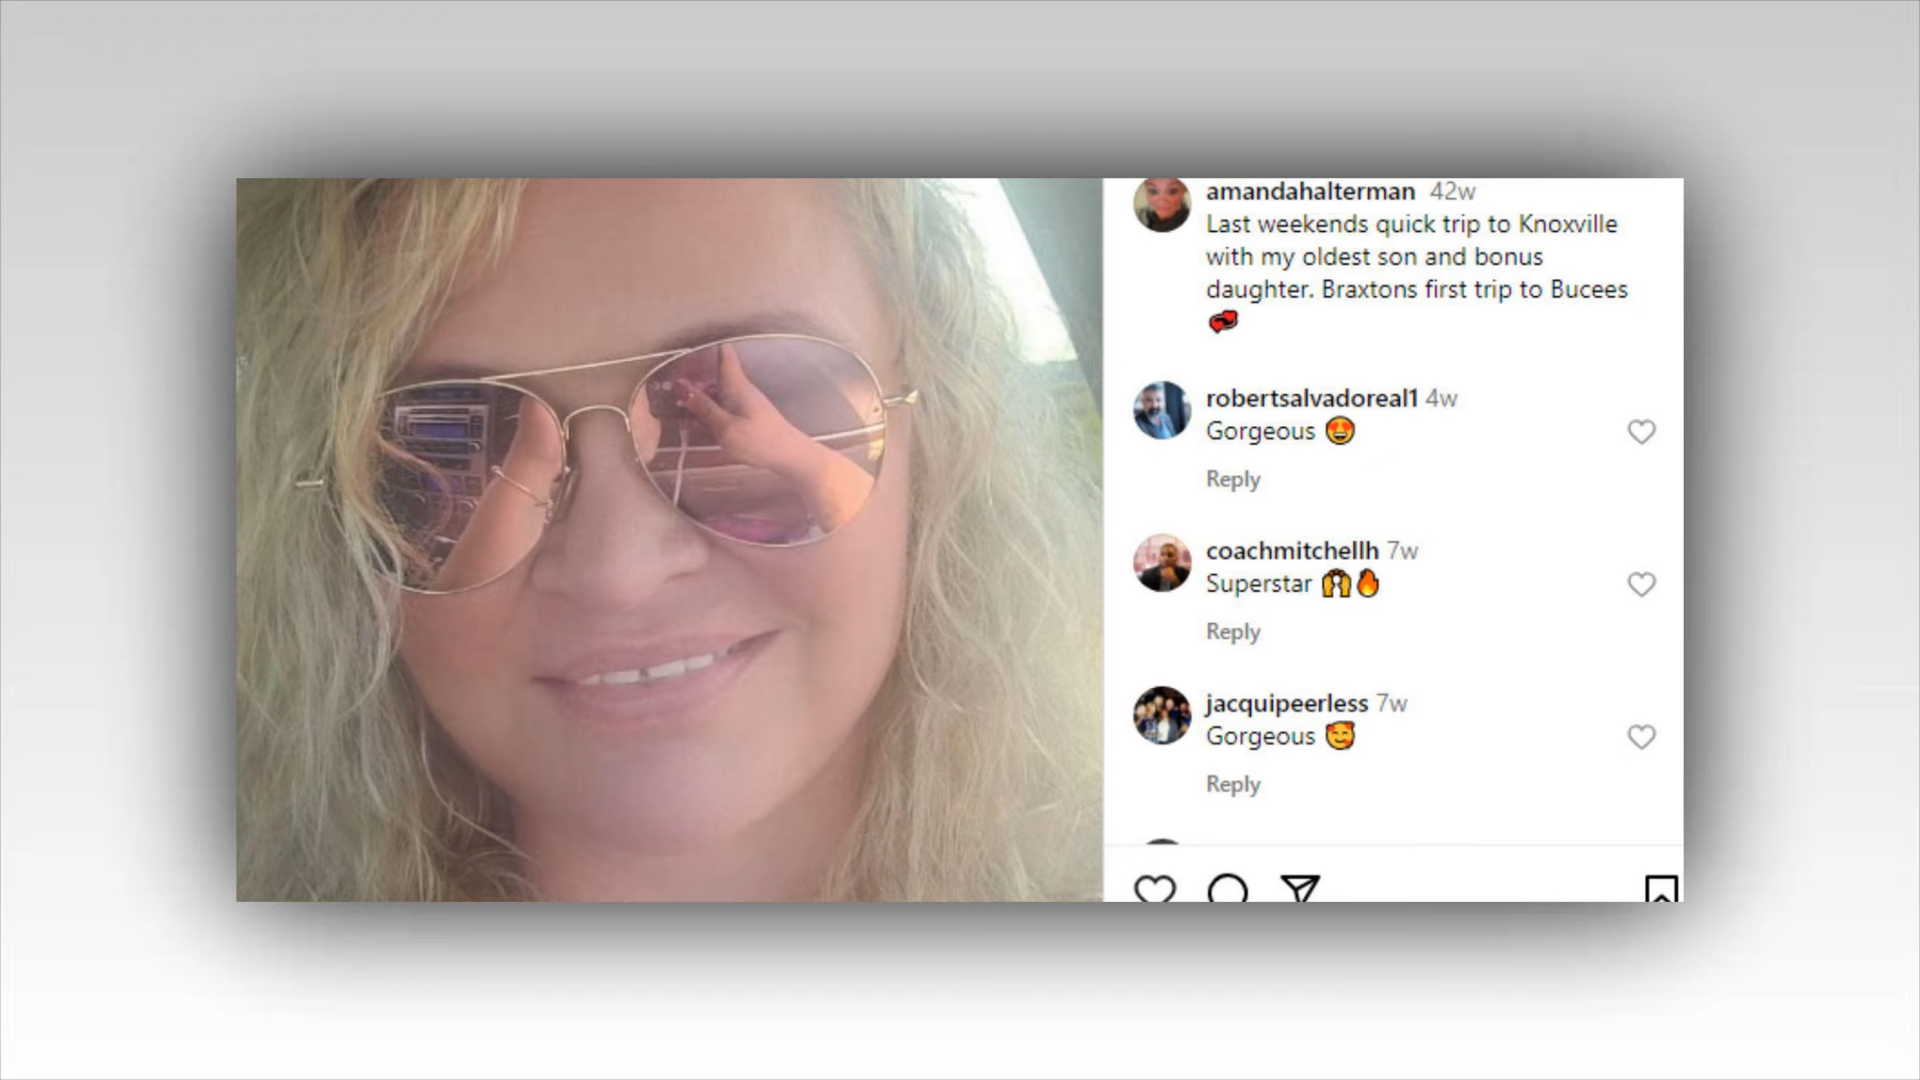 amandahalterman 42w
Last weekends quick trip to Knoxville
with my oldest son and bonus
daughter. Braxtons first trip to Bucees
💞
robertsalvadoreal1 4w
Gorgeous 😍
Reply
coachmitchellh 7w
Superstar 🙌🔥
Reply
jacquipeerless 7w
Gorgeous 🥰
Reply